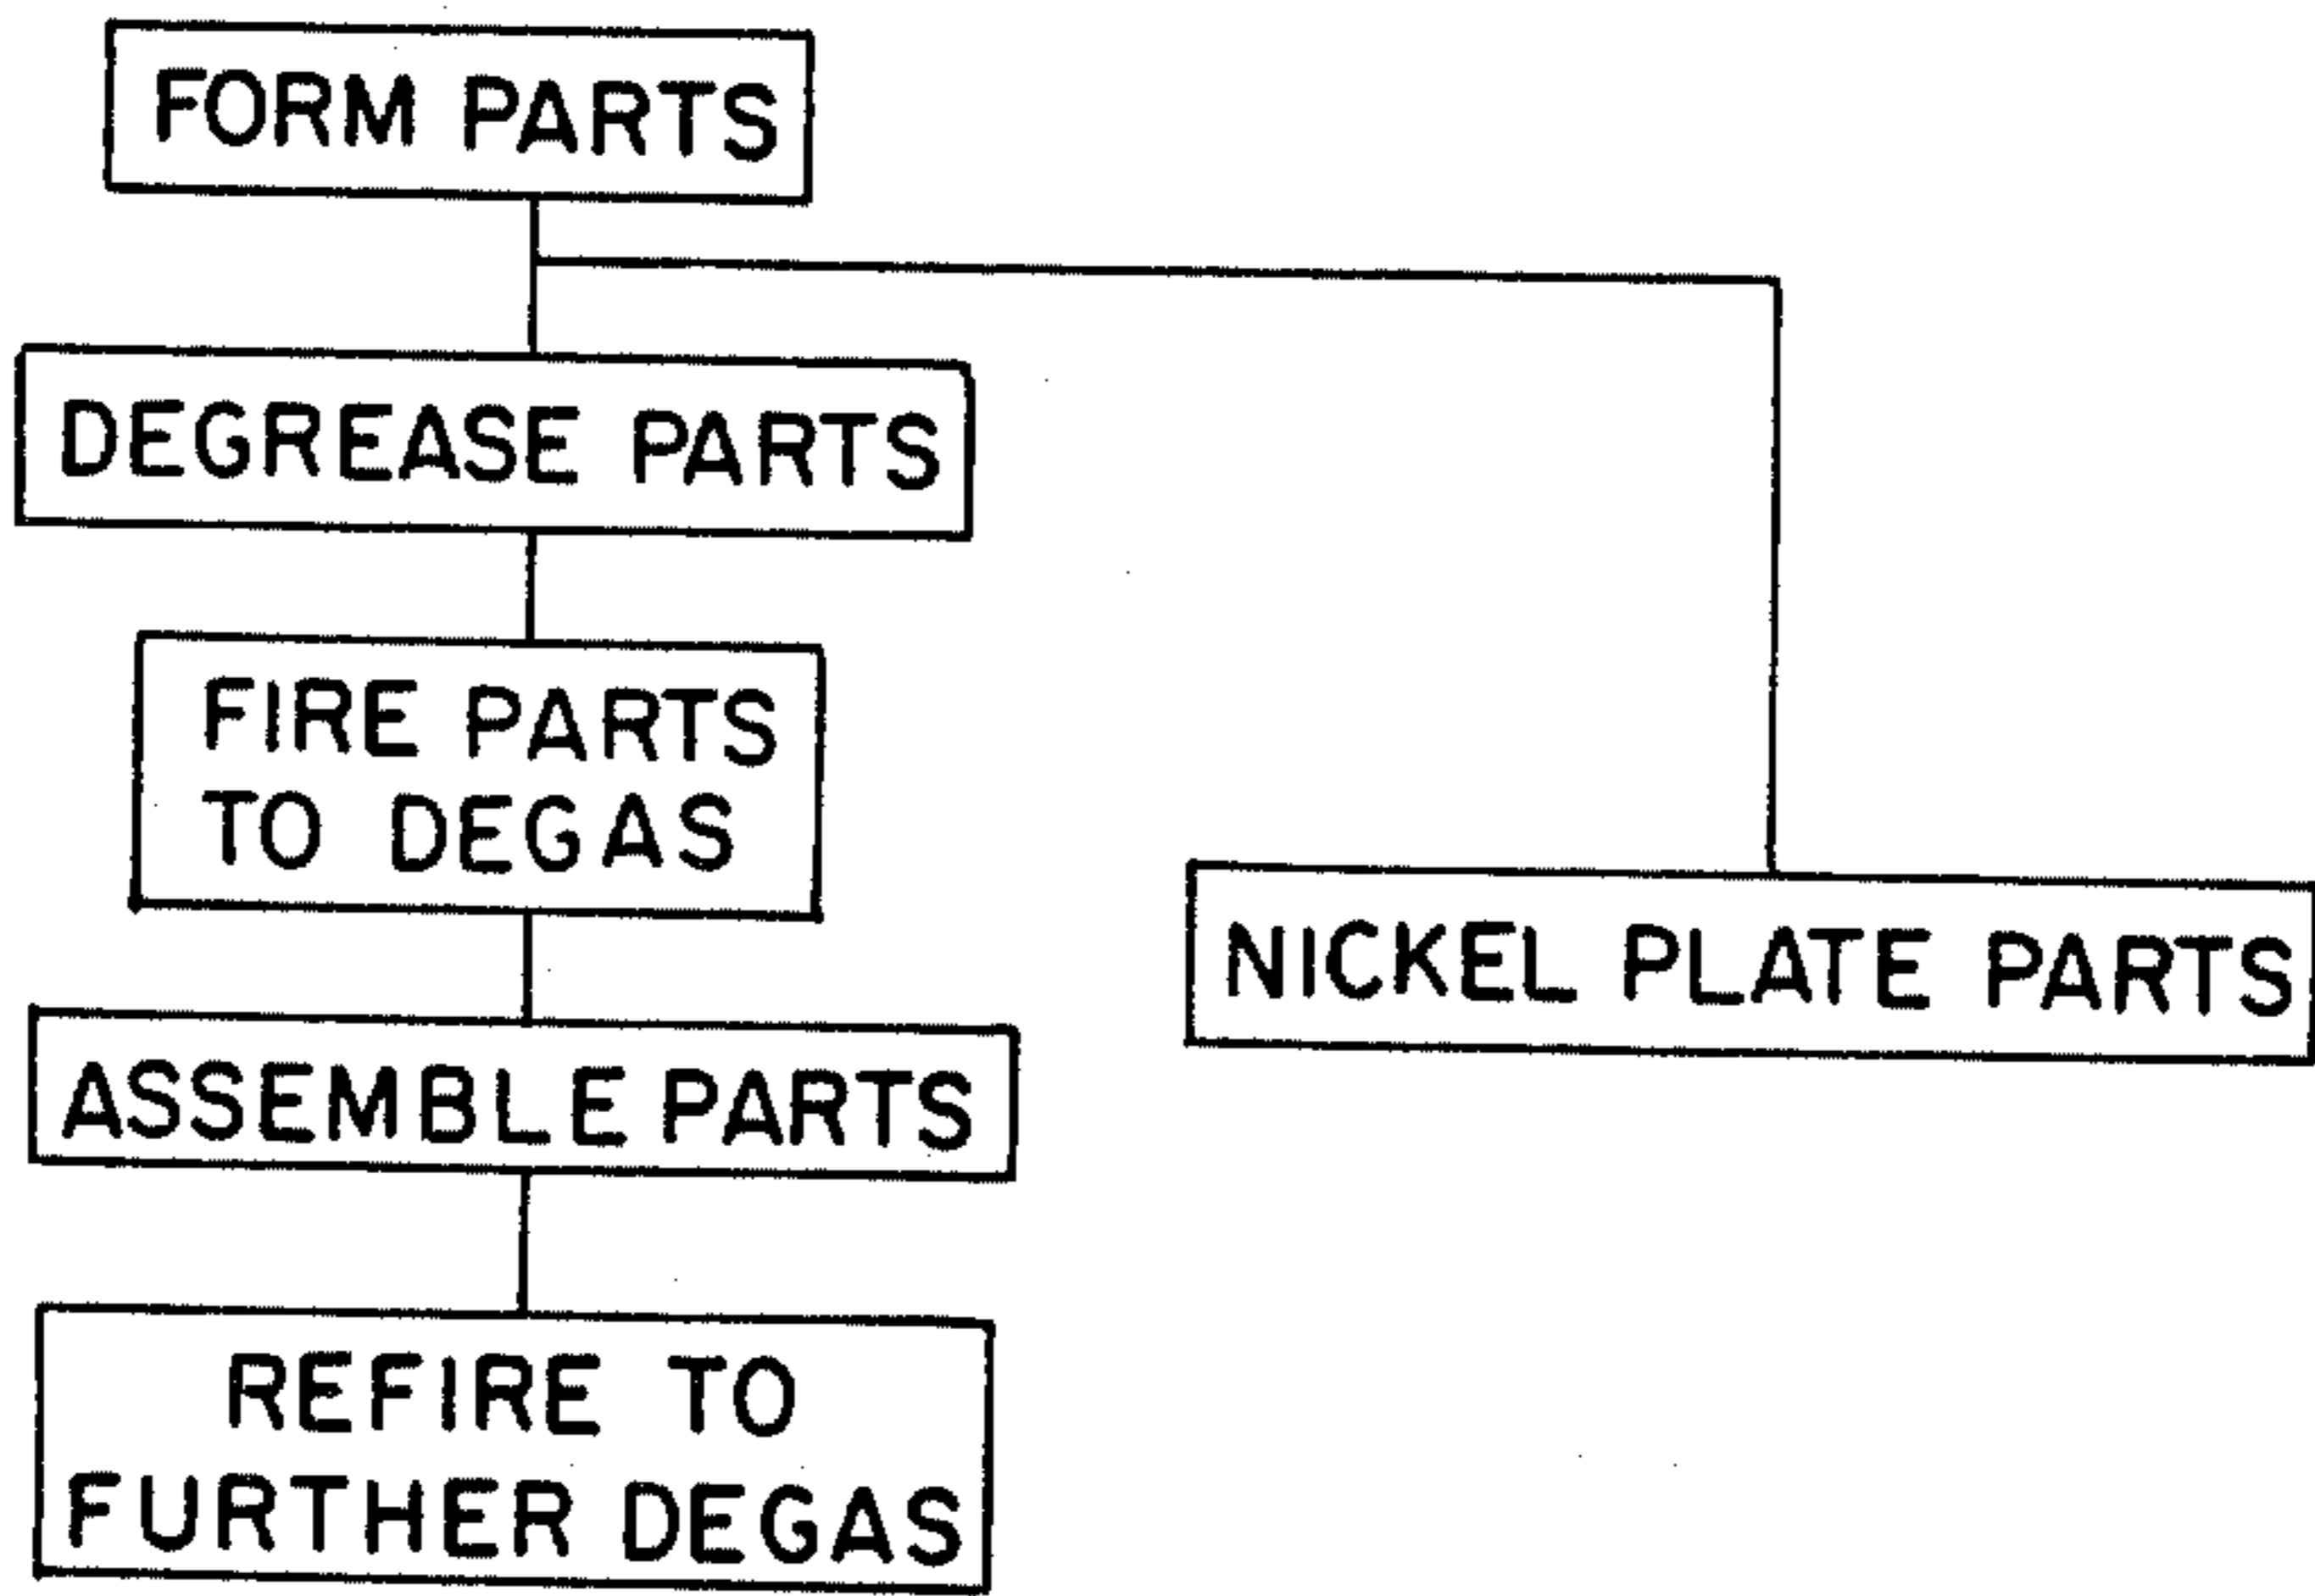 FORM PARTS
DEGREASE PARTS
FIRE PARTS
TO DEGAS
NICKEL PLATE PARTS
ASSEMBLE PARTS
REFIRE TO
FURTHER DEGAS